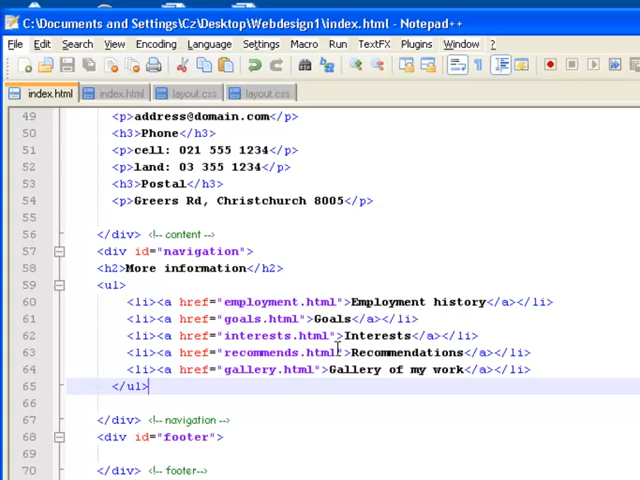 C:\Documents and Settings\Cz\Desktop\Webdesign1\index.html - Notepad++
File Edit Search View Encoding Language Settings Macro Run TextFX Plugins Window ?
index.html index.html layout.css layout.css
49 <p>address@domain.com</p>
50 <h3>Phone</h3>
51 <p>cell: 021 555 1234</p>
52 <p>land: 03 355 1234</p>
53 <h3>Postal</h3>
54 <p>Greers Rd, Christchurch 8005</p>
55
56 </div> <!-- content -->
57 <div id="navigation">
58 <h2>More information</h2>
59 <ul>
60 <li><a href="employment.html">Employment history</a></li>
61 <li><a href="goals.html">Goals</a></li>
62 <li><a href="interests.html">Interests</a></li>
63 <li><a href="recommends.html">Recommendations</a></li>
64 <li><a href="gallery.html">Gallery of my work</a></li>
65 </ul>
66
67 </div> <!-- navigation -->
68 <div id="footer">
69
70 </div> <!-- footer-->